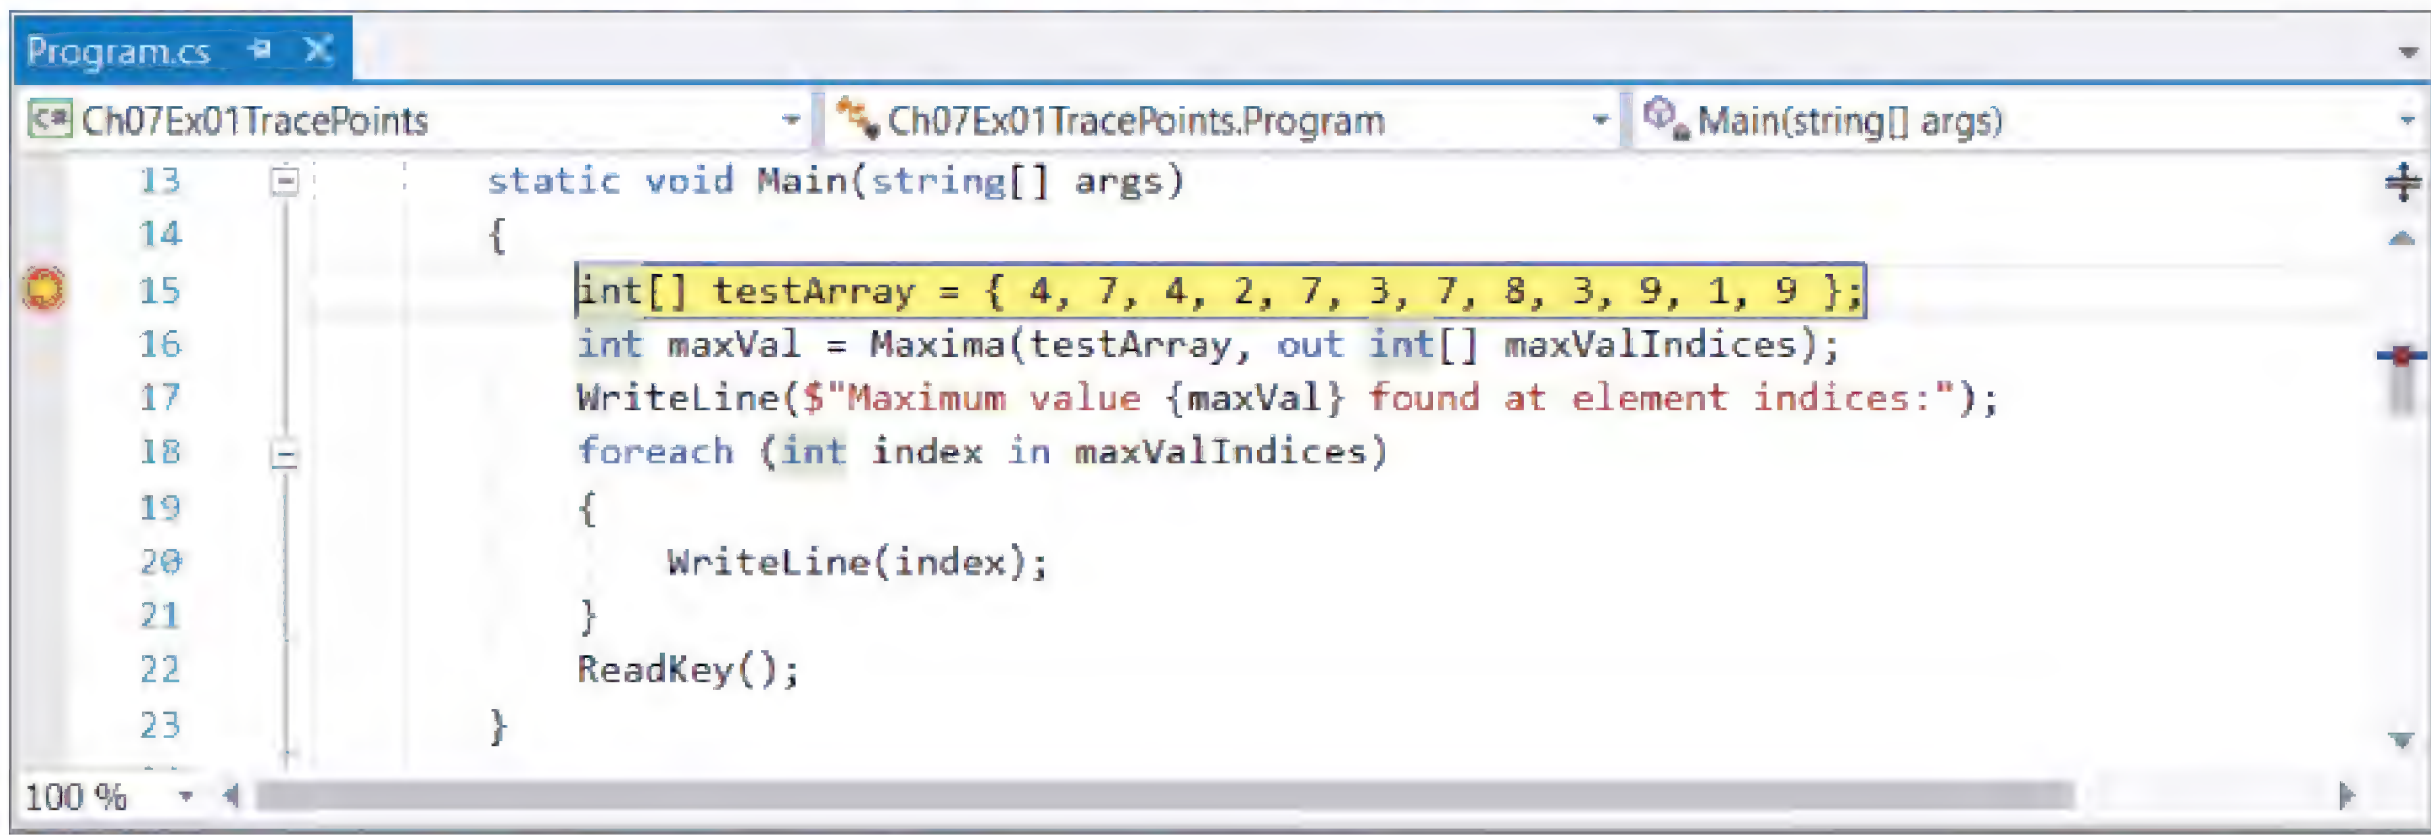 Program.cs
C# Ch07Ex01TracePoints Ch07Ex01TracePoints.Program Main(string[] args)
13 static void Main(string[] args)
14 {
15 int[] testArray = { 4, 7, 4, 2, 7, 3, 7, 8, 3, 9, 1, 9 };
16 int maxVal = Maxima(testArray, out int[] maxValIndices);
17 WriteLine($"Maximum value {maxVal} found at element indices:");
18 foreach (int index in maxValIndices)
19 {
20 WriteLine(index);
21 }
22 ReadKey();
23 }
100 %